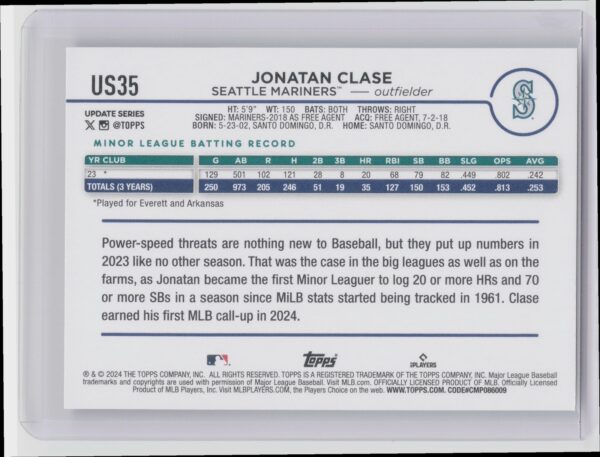 US35
JONATAN CLASE
SEATTLE MARINERS™ — outfielder
S
UPDATE SERIES
X @TOPPS
HT: 5'9" WT: 150 BATS: BOTH THROWS: RIGHT
SIGNED: MARINERS-2018 AS FREE AGENT ACQ: FREE AGENT, 7-2-18
BORN: 5-23-02, SANTO DOMINGO, D.R. HOME: SANTO DOMINGO, D.R.
MINOR LEAGUE BATTING RECORD
YR CLUB G AB R H 2B 3B HR RBI SB BB SLG OPS AVG
23 * 129 501 102 121 28 8 20 68 79 82 .449 .802 .242
TOTALS (3 YEARS) 250 973 205 246 51 19 35 127 150 153 .452 .813 .253
*Played for Everett and Arkansas
Power-speed threats are nothing new to Baseball, but they put up numbers in
2023 like no other season. That was the case in the big leagues as well as on the
farms, as Jonatan became the first Minor Leaguer to log 20 or more HRs and 70
or more SBs in a season since MiLB stats started being tracked in 1961. Clase
earned his first MLB call-up in 2024.
Topps
PLAYERS
® & © 2024 THE TOPPS COMPANY, INC. ALL RIGHTS RESERVED. TOPPS IS A REGISTERED TRADEMARK OF THE TOPPS COMPANY, INC. Major League Baseball
trademarks and copyrights are used with permission of Major League Baseball. Visit MLB.com. OFFICIALLY LICENSED PRODUCT OF MLB. Officially Licensed
Product of MLB Players, Inc. Visit MLBPLAYERS.COM, the Players Choice on the web. WWW.TOPPS.COM. CODE#CMP086009